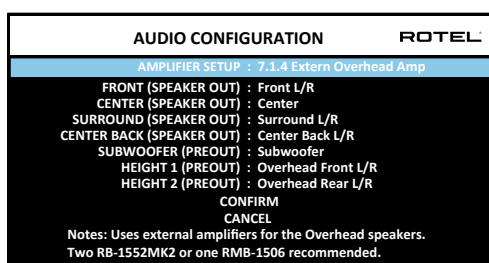 AUDIO CONFIGURATION ROTEL
AMPLIFIER SETUP : 7.1.4 Extern Overhead Amp
FRONT (SPEAKER OUT) : Front L/R
CENTER (SPEAKER OUT) : Center
SURROUND (SPEAKER OUT) : Surround L/R
CENTER BACK (SPEAKER OUT) : Center Back L/R
SUBWOOFER (PREOUT) : Subwoofer
HEIGHT 1 (PREOUT) : Overhead Front L/R
HEIGHT 2 (PREOUT) : Overhead Rear L/R
CONFIRM
CANCEL
Notes: Uses external amplifiers for the Overhead speakers.
Two RB-1552MK2 or one RMB-1506 recommended.